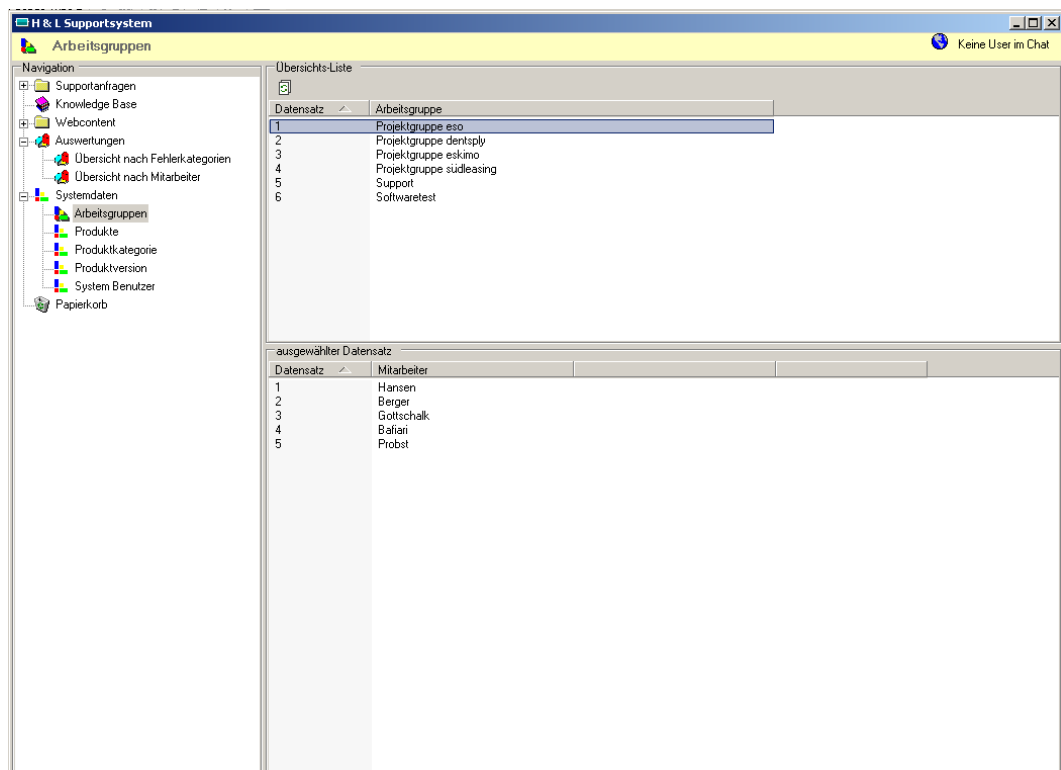 H & L Supportsystem
Arbeitsgruppen
Keine User im Chat
Navigation
Supportanfragen
Knowledge Base
Webcontent
Auswertungen
Übersicht nach Fehlerkategorien
Übersicht nach Mitarbeiter
Systemdaten
Arbeitsgruppen
Produkte
Produktkategorie
Produktversion
System Benutzer
Papierkorb
Übersichts-Liste
Datensatz Arbeitsgruppe
1 Projektgruppe eso
2 Projektgruppe dentsply
3 Projektgruppe eskimo
4 Projektgruppe südleasing
5 Support
6 Softwaretest
ausgewählter Datensatz
Datensatz Mitarbeiter
1 Hansen
2 Berger
3 Gottschalk
4 Bafiari
5 Probst